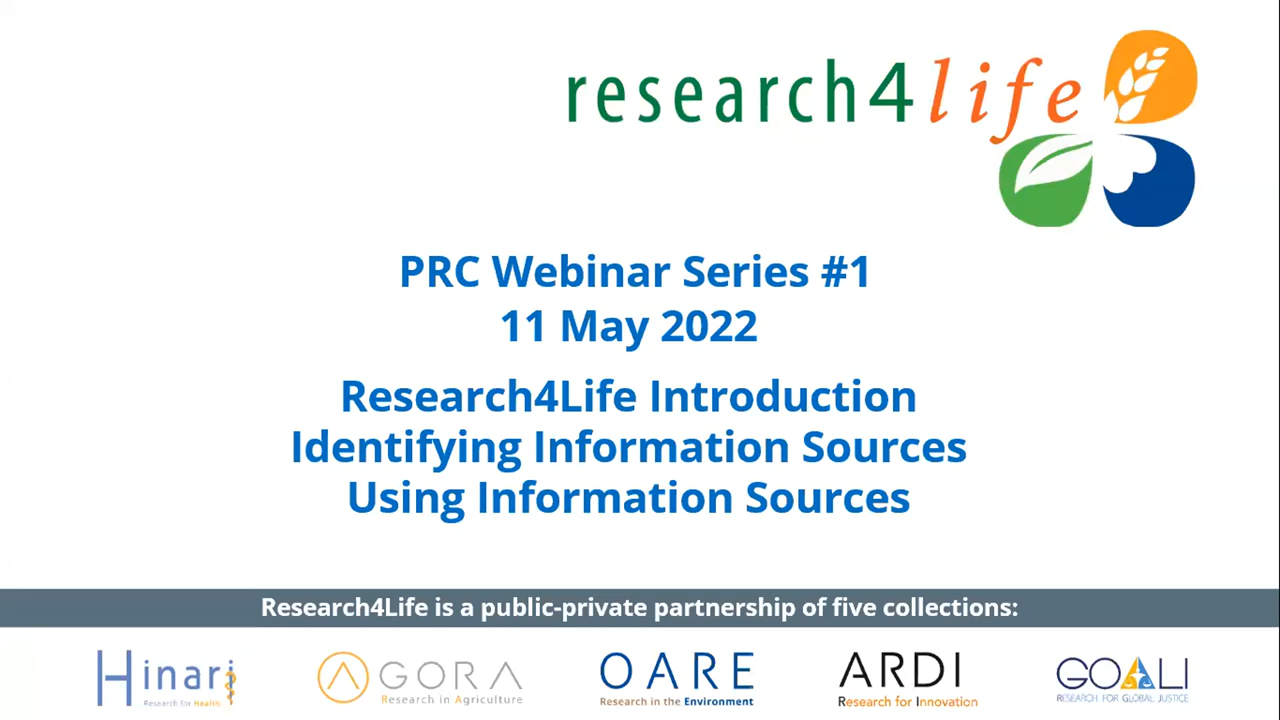 research4life
PRC Webinar Series #1
11 May 2022
Research4Life Introduction
Identifying Information Sources
Using Information Sources
Research4Life is a public-private partnership of five collections:
Hinari
Research for Health
AGORA
Research in Agriculture
OARE
Research in the Environment
ARDI
Research for Innovation
GOALI
RESEARCH FOR GLOBAL JUSTICE